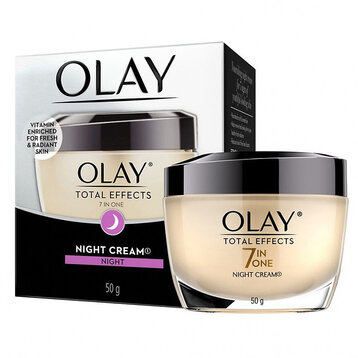 OLAY
VITAMIN
ENRICHED
FOR FRESH
& RADIANT
SKIN
OLAY®
TOTAL EFFECTS
7 IN ONE
NIGHT CREAM
NIGHT
50 g
OLAY®
TOTAL EFFECTS
7 IN
ONE
NIGHT CREAM
50 g